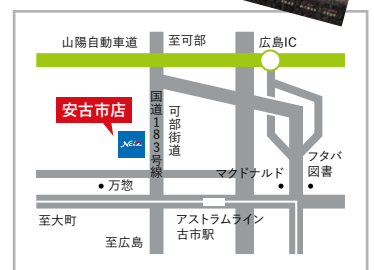 山陽自動車道
至可部
広島IC
安古市店
Netz
国道183号線
可部街道
フタバ
図書
マクドナルド
万惣
至大町
アストラムライン
古市駅
至広島